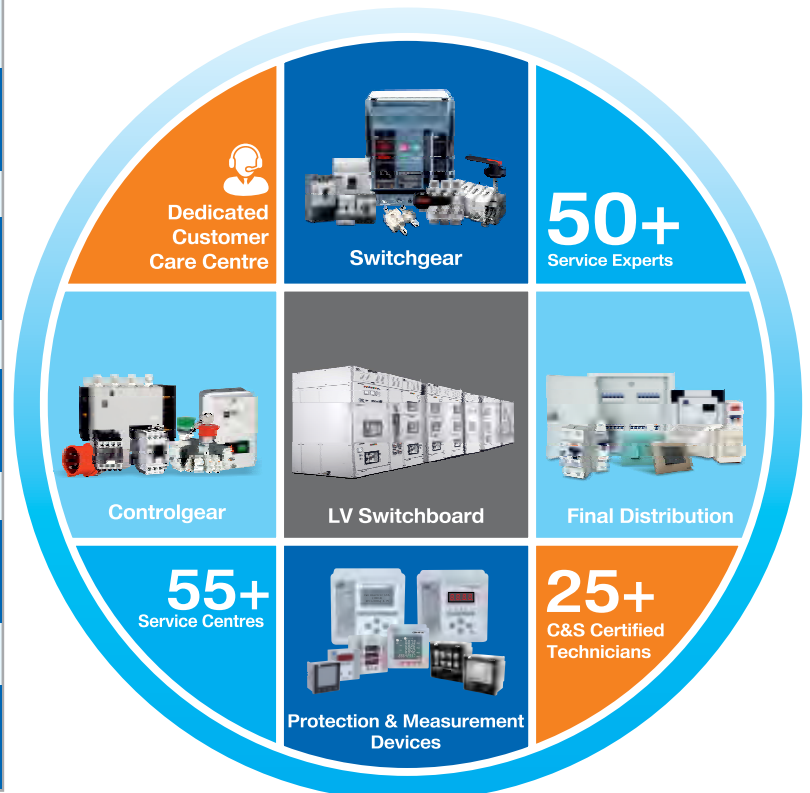 Dedicated
Customer
Care Centre
Switchgear
50+
Service Experts
Controlgear
LV Switchboard
Final Distribution
55+
Service Centres
Protection & Measurement
Devices
25+
C&S Certified
Technicians